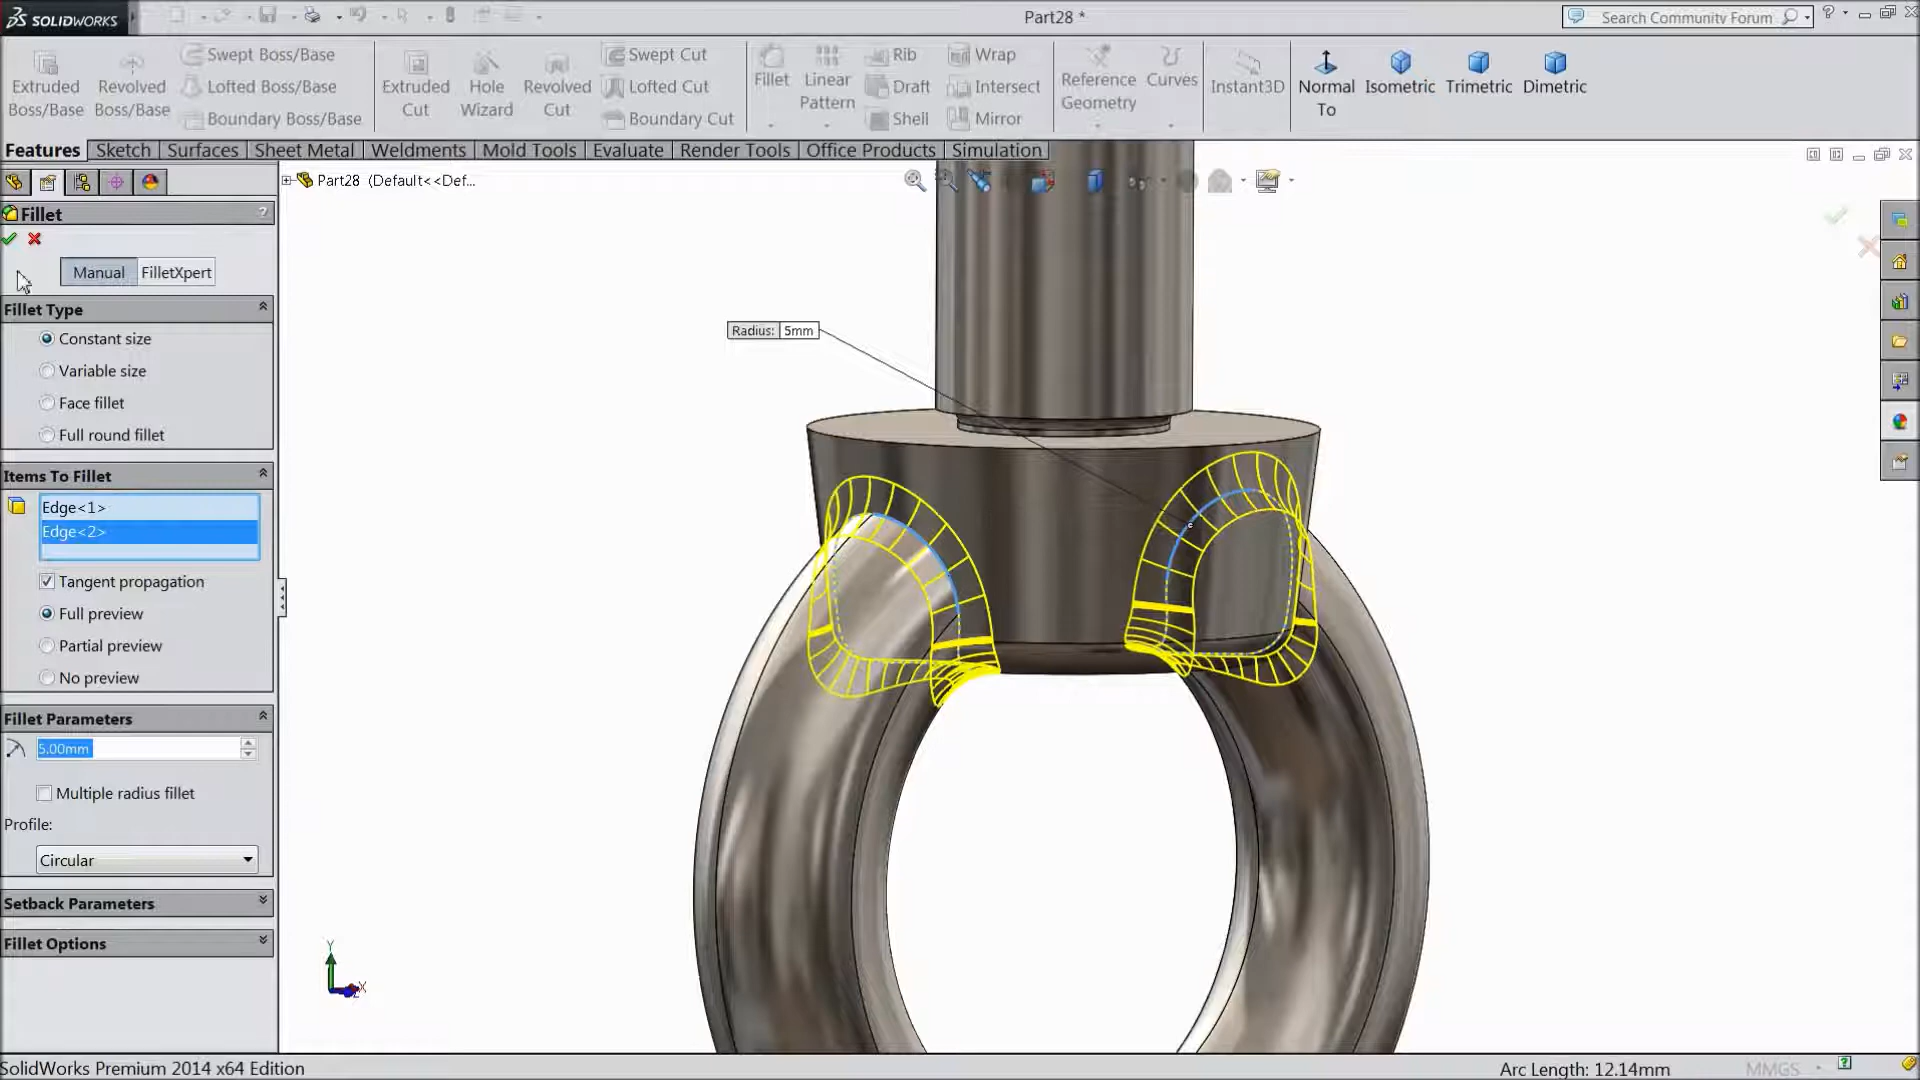 SOLIDWORKS
Part28 *
Search Community Forum
Extruded Boss/Base
Revolved Boss/Base
Swept Boss/Base
Lofted Boss/Base
Boundary Boss/Base
Extruded Cut
Hole Wizard
Revolved Cut
Swept Cut
Lofted Cut
Boundary Cut
Fillet
Linear Pattern
Rib
Draft
Shell
Wrap
Intersect
Mirror
Reference Geometry
Curves
Instant3D
Normal To
Isometric
Trimetric
Dimetric
Features
Sketch
Surfaces
Sheet Metal
Weldments
Mold Tools
Evaluate
Render Tools
Office Products
Simulation
Part28 (Default<<Def...
Fillet
?
Manual
FilletXpert
Fillet Type
Constant size
Variable size
Face fillet
Full round fillet
Items To Fillet
Edge<1>
Edge<2>
Tangent propagation
Full preview
Partial preview
No preview
Fillet Parameters
5.00mm
Multiple radius fillet
Profile:
Circular
Setback Parameters
Fillet Options
Radius: 5mm
Y
X
SolidWorks Premium 2014 x64 Edition
Arc Length: 12.14mm
MMGS